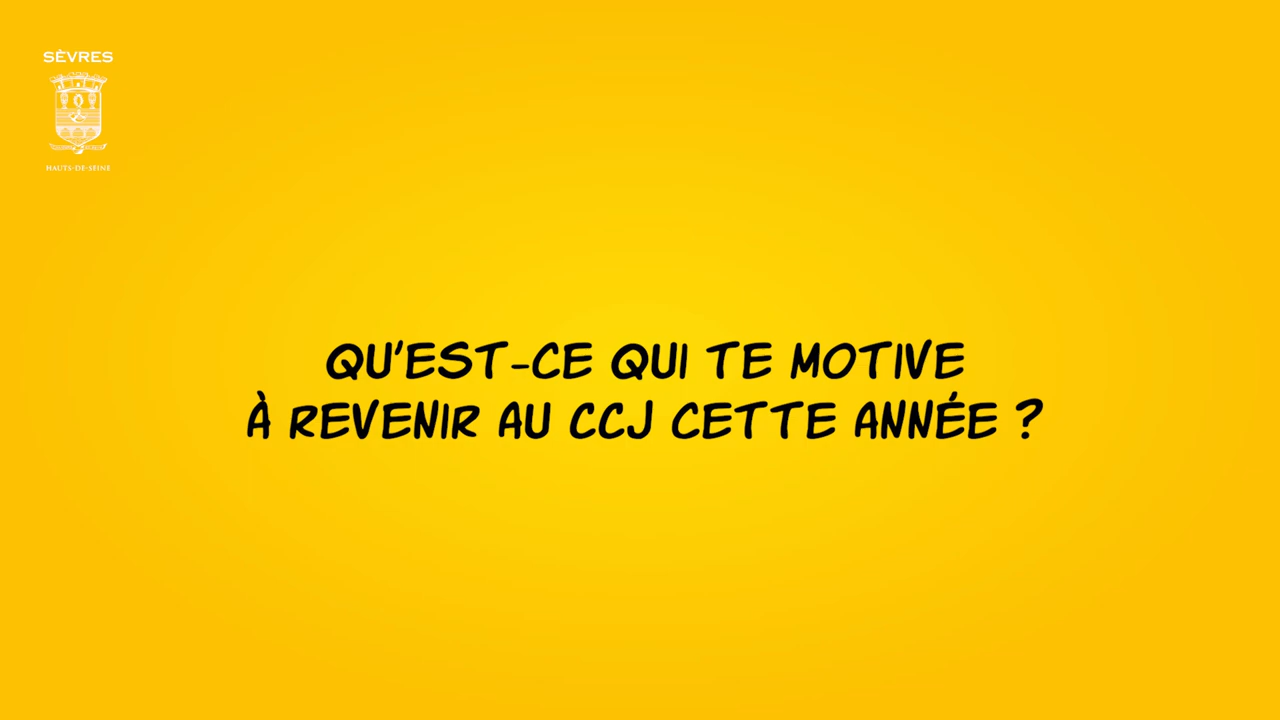 SÈVRES
HAUTS-DE-SEINE
QU'EST-CE QUI TE MOTIVE
À REVENIR AU CCJ CETTE ANNÉE ?